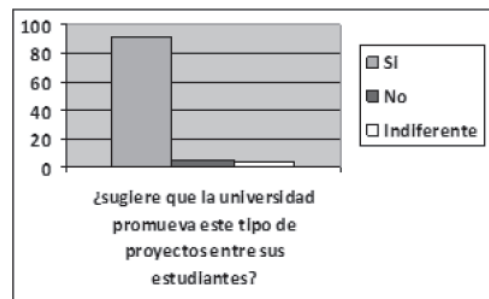 100
80
60
40
20
0
SI
No
Indiferente
¿sugiere que la universidad
promueva este tipo de
proyectos entre sus
estudiantes?